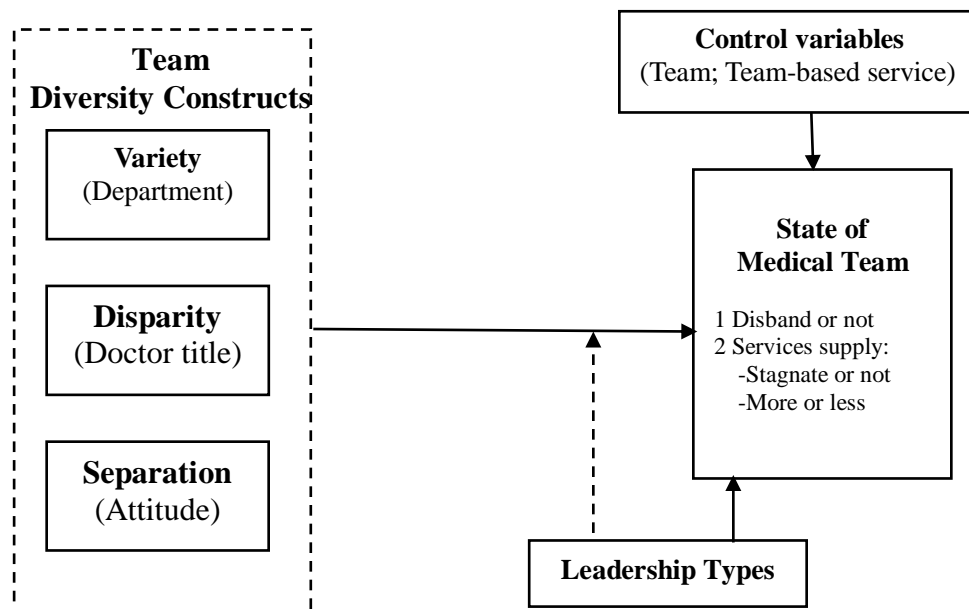 Team
Diversity Constructs
Variety
(Department)
Disparity
(Doctor title)
Separation
(Attitude)
Control variables
(Team; Team-based service)
State of
Medical Team
1 Disband or not
2 Services supply:
-Stagnate or not
-More or less
Leadership Types